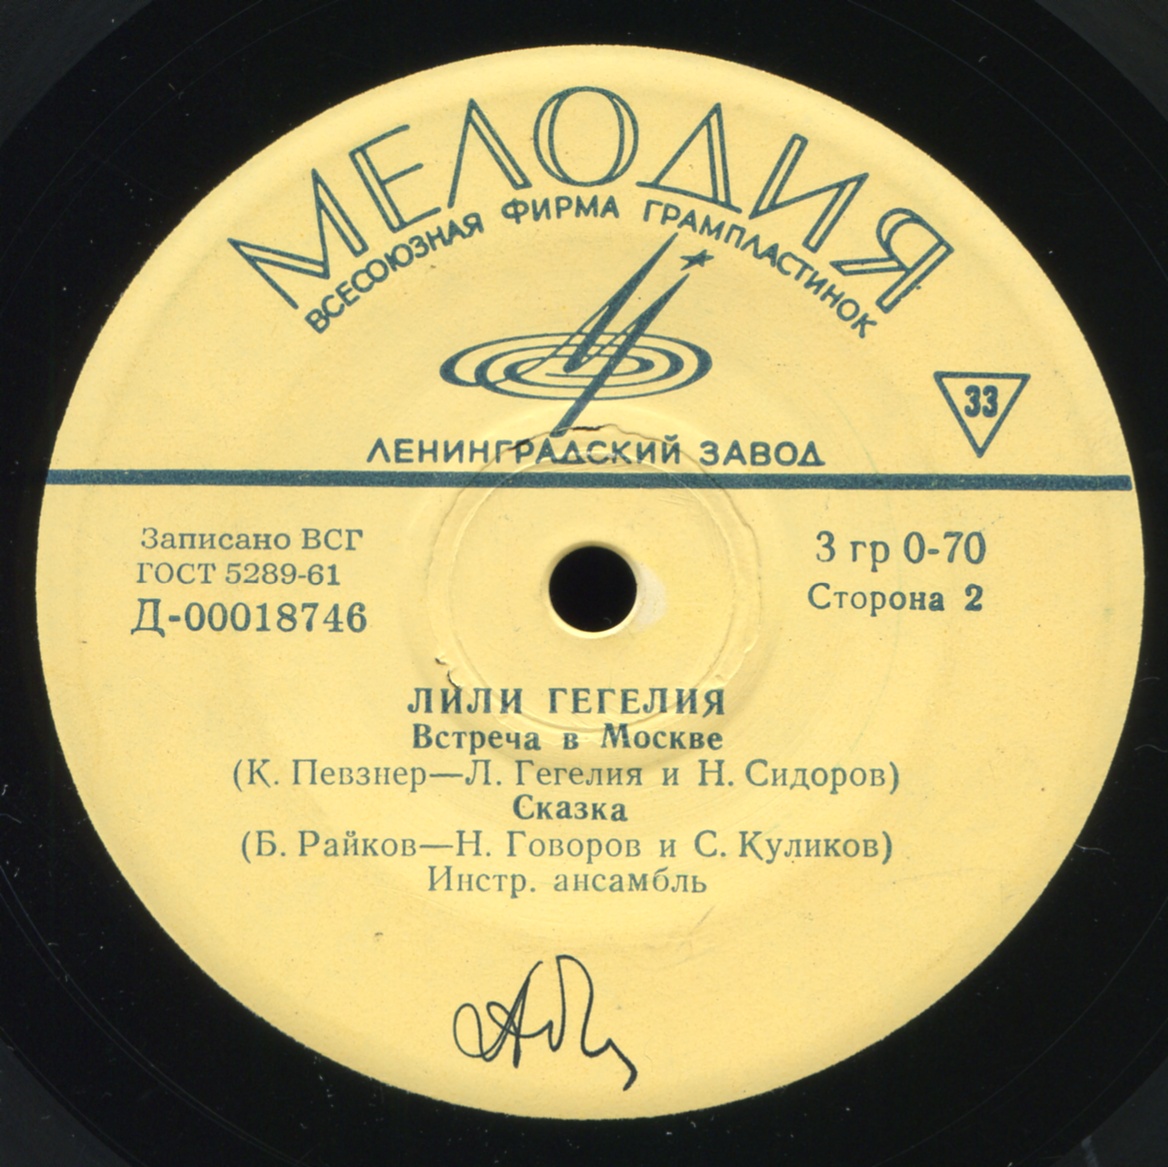 МЕЛОДИЯ
ВСЕСОЮЗНАЯ ФИРМА ГРАМПЛАСТИНОК
33
ЛЕНИНГРАДСКИЙ ЗАВОД
Записано ВСГ
ГОСТ 5289-61
Д-00018746
3 гр 0-70
Сторона 2
ЛИЛИ ГЕГЕЛИЯ
Встреча в Москве
(К. Певзнер—Л. Гегелия и Н. Сидоров)
Сказка
(Б. Райков—Н. Говоров и С. Куликов)
Инстр. ансамбль